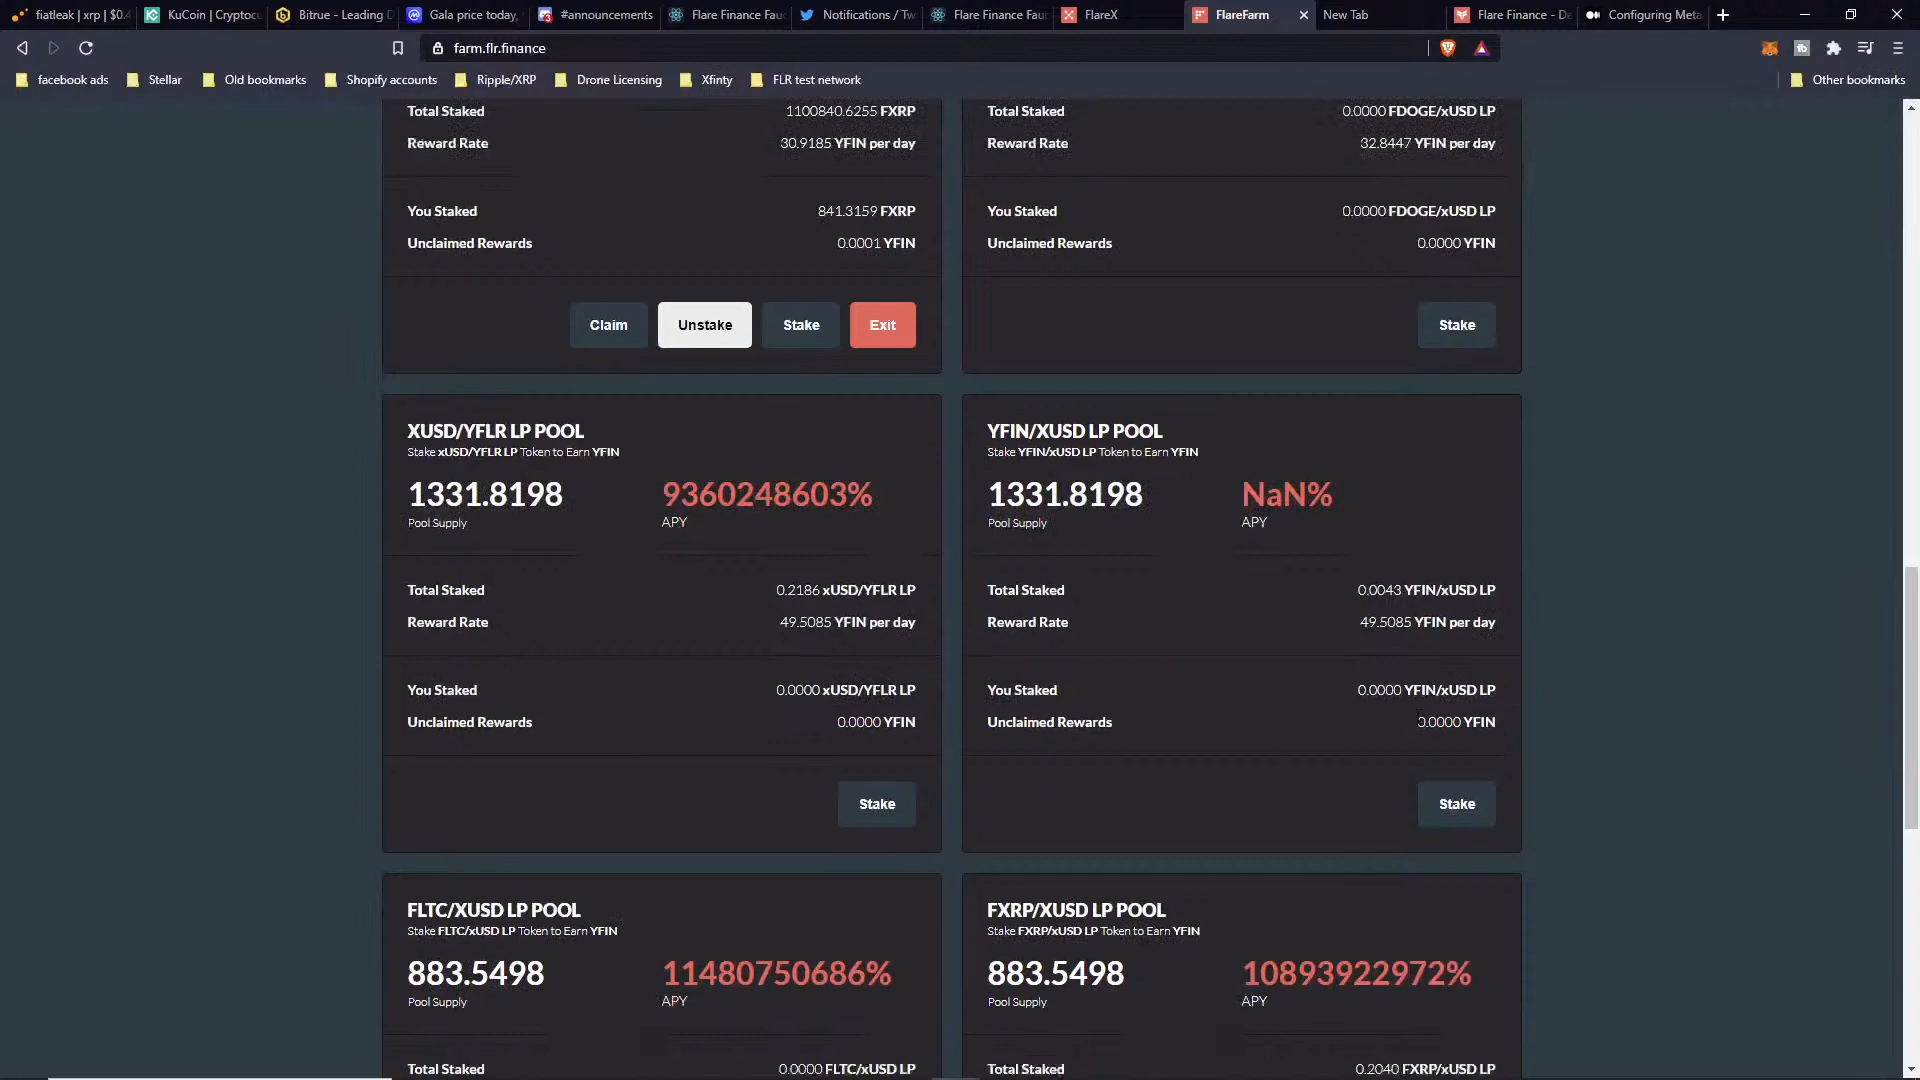 fiatleak | xrp | $0.4
KuCoin | Cryptocu
Bitrue - Leading D
Gala price today,
#announcements
Flare Finance Fauc
Notifications / Tw
Flare Finance Fauc
FlareX
FlareFarm
New Tab
Flare Finance - De
Configuring Meta
farm.flr.finance
facebook ads
Stellar
Old bookmarks
Shopify accounts
Ripple/XRP
Drone Licensing
Xfinty
FLR test network
Other bookmarks
Total Staked 1100840.6255 FXRP
Reward Rate 30.9185 YFIN per day
You Staked 841.3159 FXRP
Unclaimed Rewards 0.0001 YFIN
Claim Unstake Stake Exit
Total Staked 0.0000 FDOGE/xUSD LP
Reward Rate 32.8447 YFIN per day
You Staked 0.0000 FDOGE/xUSD LP
Unclaimed Rewards 0.0000 YFIN
Stake
XUSD/YFLR LP POOL
Stake xUSD/YFLR LP Token to Earn YFIN
1331.8198 9360248603%
Pool Supply APY
Total Staked 0.2186 xUSD/YFLR LP
Reward Rate 49.5085 YFIN per day
You Staked 0.0000 xUSD/YFLR LP
Unclaimed Rewards 0.0000 YFIN
Stake
YFIN/XUSD LP POOL
Stake YFIN/xUSD LP Token to Earn YFIN
1331.8198 NaN%
Pool Supply APY
Total Staked 0.0043 YFIN/xUSD LP
Reward Rate 49.5085 YFIN per day
You Staked 0.0000 YFIN/xUSD LP
Unclaimed Rewards 0.0000 YFIN
Stake
FLTC/XUSD LP POOL
Stake FLTC/xUSD LP Token to Earn YFIN
883.5498 11480750686%
Pool Supply APY
Total Staked 0.0000 FLTC/xUSD LP
FXRP/XUSD LP POOL
Stake FXRP/xUSD LP Token to Earn YFIN
883.5498 10893922972%
Pool Supply APY
Total Staked 0.2040 FXRP/xUSD LP